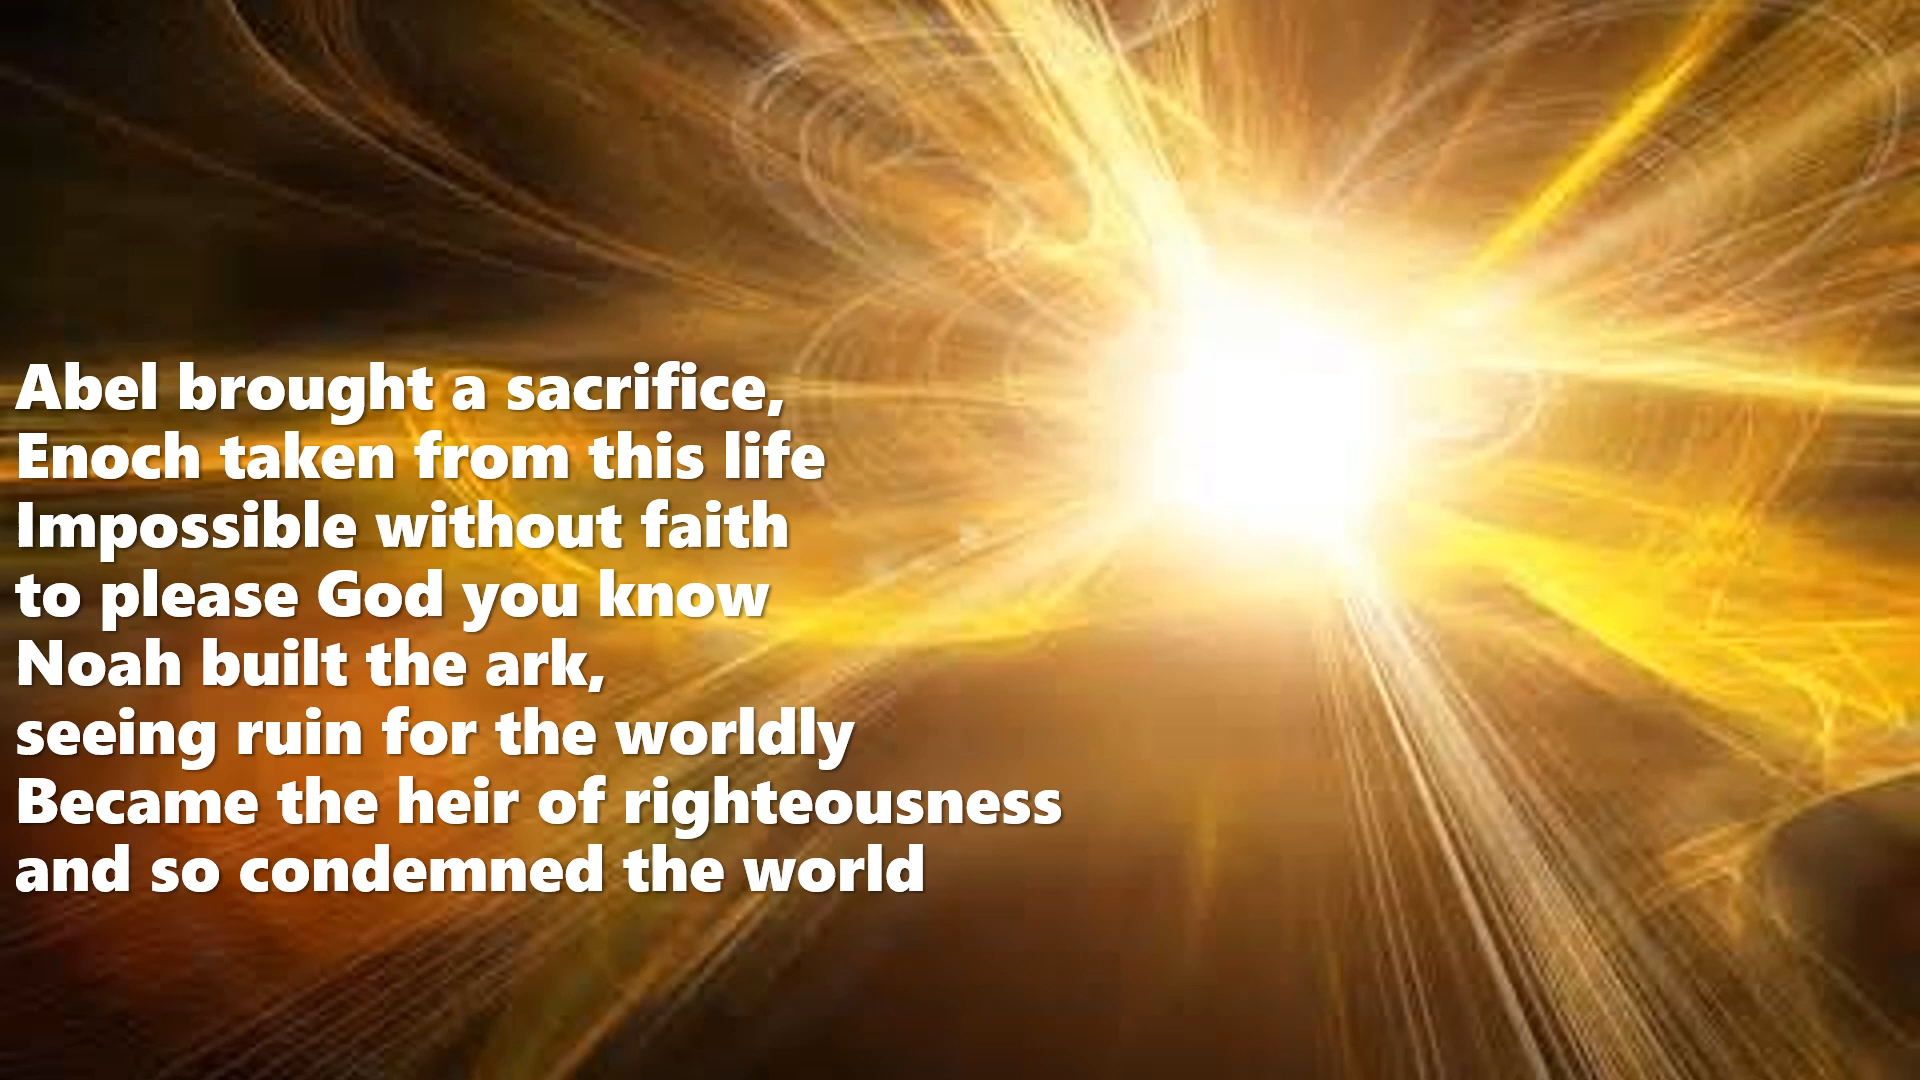 Abel brought a sacrifice,
Enoch taken from this life
Impossible without faith
to please God you know
Noah built the ark,
seeing ruin for the worldly
Became the heir of righteousness
and so condemned the world